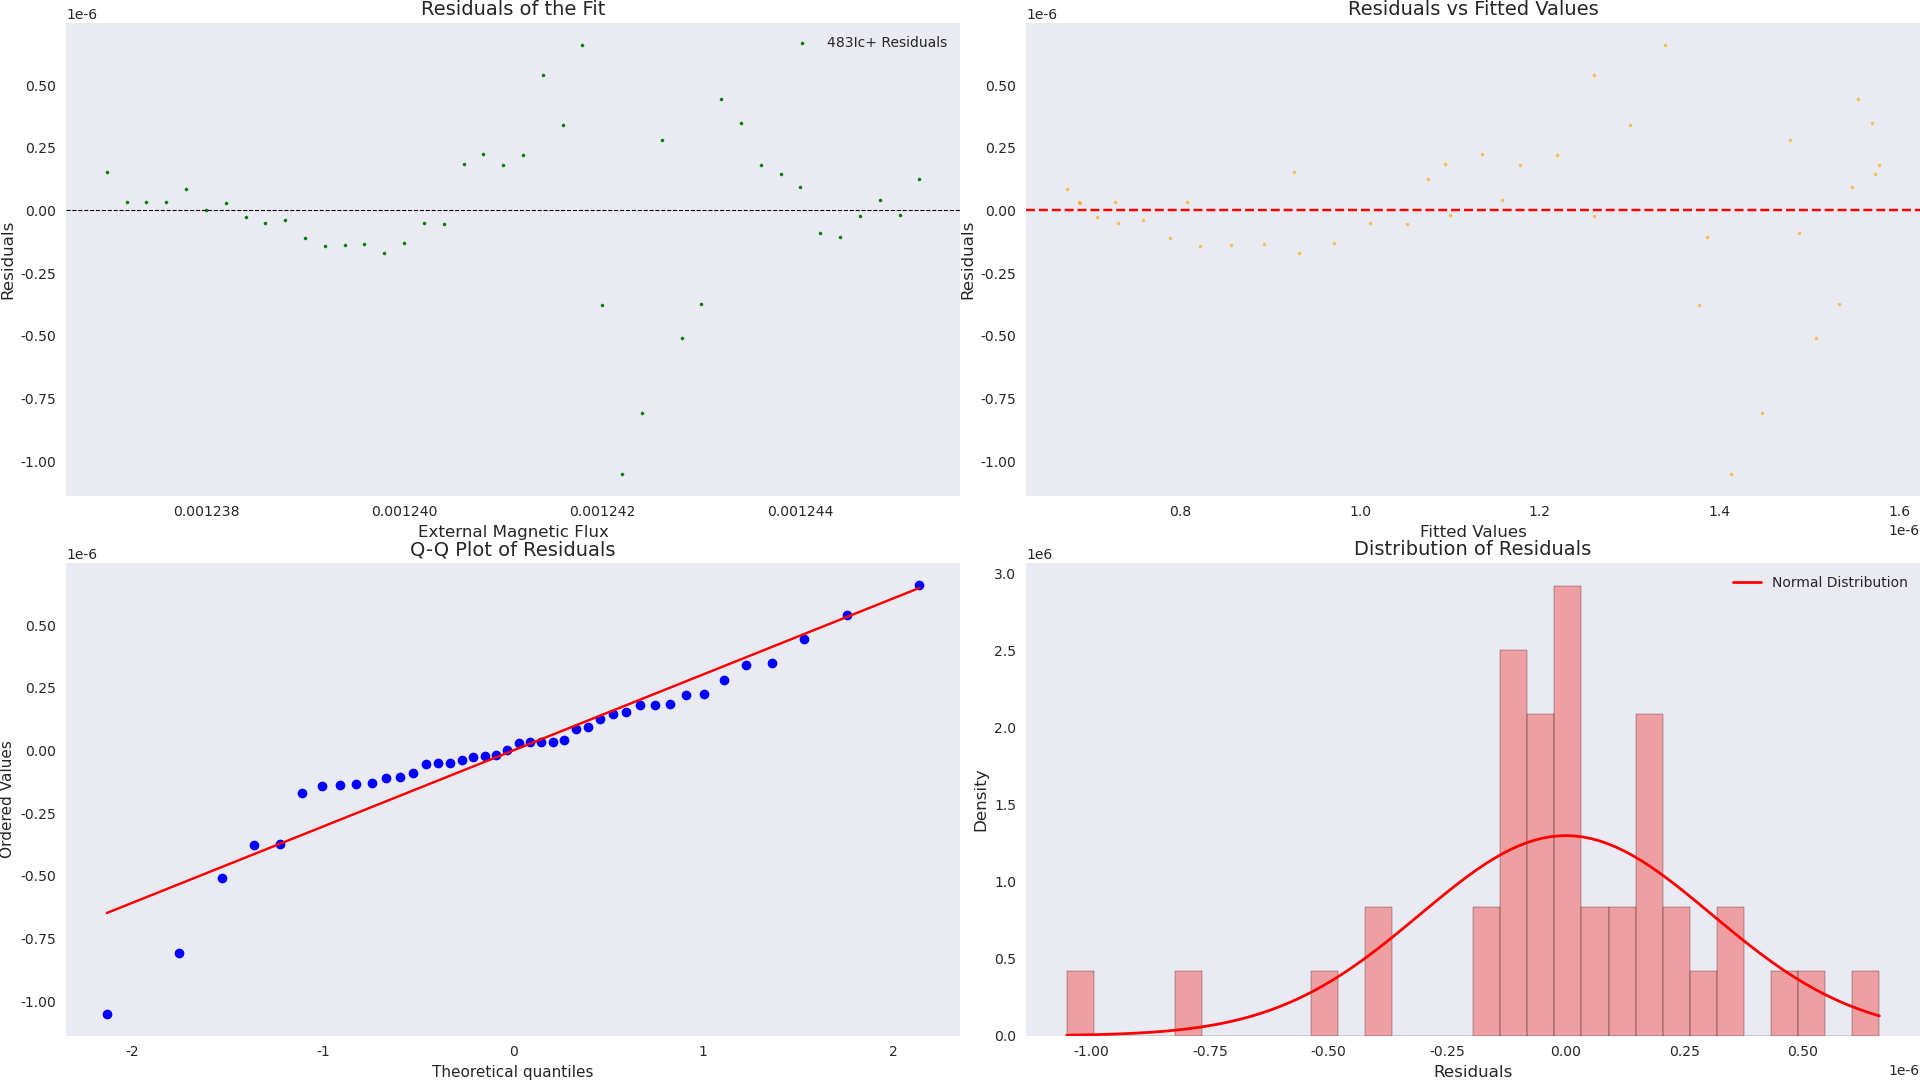 Residuals of the Fit
1e-6
483Ic+ Residuals
0.50
0.25
0.00
-0.25
-0.50
-0.75
-1.00
Residuals
0.001238
0.001240
0.001242
0.001244
External Magnetic Flux
Residuals vs Fitted Values
1e-6
0.50
0.25
0.00
-0.25
-0.50
-0.75
-1.00
Residuals
0.8
1.0
1.2
1.4
1.6
1e-6
Fitted Values
Q-Q Plot of Residuals
1e-6
0.50
0.25
0.00
-0.25
-0.50
-0.75
-1.00
Ordered Values
-2
-1
0
1
2
Theoretical quantiles
Distribution of Residuals
1e6
Normal Distribution
3.0
2.5
2.0
1.5
1.0
0.5
0.0
Density
-1.00
-0.75
-0.50
-0.25
0.00
0.25
0.50
1e-6
Residuals